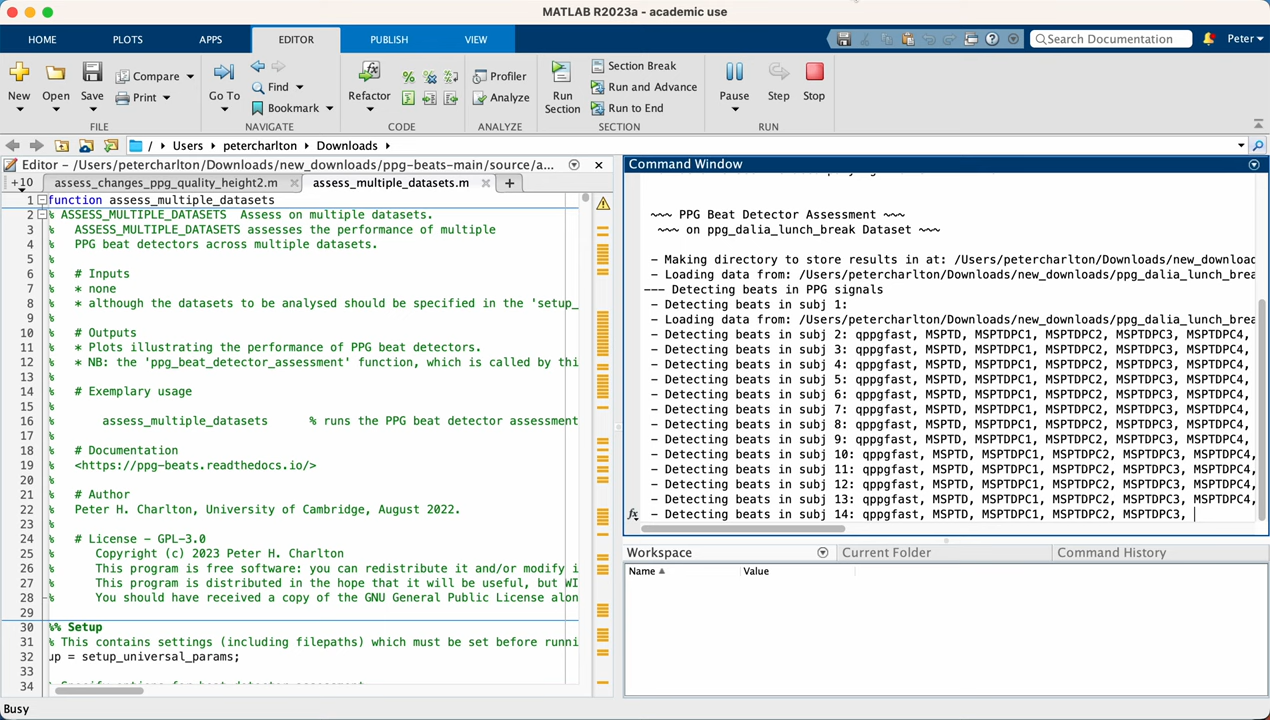 MATLAB R2023a - academic use
HOME PLOTS APPS EDITOR PUBLISH VIEW
Search Documentation
Peter
New Open Save Compare Print
FILE
Go To Find Bookmark
NAVIGATE
Refactor
CODE
Profiler
Analyze
ANALYZE
Run Section
Section Break
Run and Advance
Run to End
SECTION
Pause Step Stop
RUN
/ Users petercharlton Downloads
Editor - /Users/petercharlton/Downloads/new_downloads/ppg-beats-main/source/a...
+10 assess_changes_ppg_quality_height2.m assess_multiple_datasets.m
1 function assess_multiple_datasets
2 % ASSESS_MULTIPLE_DATASETS  Assess on multiple datasets.
3 %   ASSESS_MULTIPLE_DATASETS assesses the performance of multiple
4 %   PPG beat detectors across multiple datasets.
5 %
6 %   # Inputs
7 %   * none
8 %   * although the datasets to be analysed should be specified in the 'setup_
9 %
10 %   # Outputs
11 %   * Plots illustrating the performance of PPG beat detectors.
12 %   * NB: the 'ppg_beat_detector_assessment' function, which is called by thi
13 %
14 %   # Exemplary usage
15 %
16 %       assess_multiple_datasets      % runs the PPG beat detector assessment
17 %
18 %   # Documentation
19 %   <https://ppg-beats.readthedocs.io/>
20 %
21 %   # Author
22 %   Peter H. Charlton, University of Cambridge, August 2022.
23 %
24 %   # License - GPL-3.0
25 %      Copyright (c) 2023 Peter H. Charlton
26 %      This program is free software: you can redistribute it and/or modify i
27 %      This program is distributed in the hope that it will be useful, but WI
28 %      You should have received a copy of the GNU General Public License alon
29
30 %% Setup
31 % This contains settings (including filepaths) which must be set before runni
32 up = setup_universal_params;
33
34
Command Window
~~~ PPG Beat Detector Assessment ~~~
~~~ on ppg_dalia_lunch_break Dataset ~~~
- Making directory to store results in at: /Users/petercharlton/Downloads/new_downloac
- Loading data from: /Users/petercharlton/Downloads/new_downloads/ppg_dalia_lunch_brea
--- Detecting beats in PPG signals
- Detecting beats in subj 1:
- Loading data from: /Users/petercharlton/Downloads/new_downloads/ppg_dalia_lunch_brea
- Detecting beats in subj 2: qppgfast, MSPTD, MSPTDPC1, MSPTDPC2, MSPTDPC3, MSPTDPC4,
- Detecting beats in subj 3: qppgfast, MSPTD, MSPTDPC1, MSPTDPC2, MSPTDPC3, MSPTDPC4,
- Detecting beats in subj 4: qppgfast, MSPTD, MSPTDPC1, MSPTDPC2, MSPTDPC3, MSPTDPC4,
- Detecting beats in subj 5: qppgfast, MSPTD, MSPTDPC1, MSPTDPC2, MSPTDPC3, MSPTDPC4,
- Detecting beats in subj 6: qppgfast, MSPTD, MSPTDPC1, MSPTDPC2, MSPTDPC3, MSPTDPC4,
- Detecting beats in subj 7: qppgfast, MSPTD, MSPTDPC1, MSPTDPC2, MSPTDPC3, MSPTDPC4,
- Detecting beats in subj 8: qppgfast, MSPTD, MSPTDPC1, MSPTDPC2, MSPTDPC3, MSPTDPC4,
- Detecting beats in subj 9: qppgfast, MSPTD, MSPTDPC1, MSPTDPC2, MSPTDPC3, MSPTDPC4,
- Detecting beats in subj 10: qppgfast, MSPTD, MSPTDPC1, MSPTDPC2, MSPTDPC3, MSPTDPC4,
- Detecting beats in subj 11: qppgfast, MSPTD, MSPTDPC1, MSPTDPC2, MSPTDPC3, MSPTDPC4,
- Detecting beats in subj 12: qppgfast, MSPTD, MSPTDPC1, MSPTDPC2, MSPTDPC3, MSPTDPC4,
- Detecting beats in subj 13: qppgfast, MSPTD, MSPTDPC1, MSPTDPC2, MSPTDPC3, MSPTDPC4,
fx - Detecting beats in subj 14: qppgfast, MSPTD, MSPTDPC1, MSPTDPC2, MSPTDPC3,
Workspace Current Folder Command History
Name Value
Busy